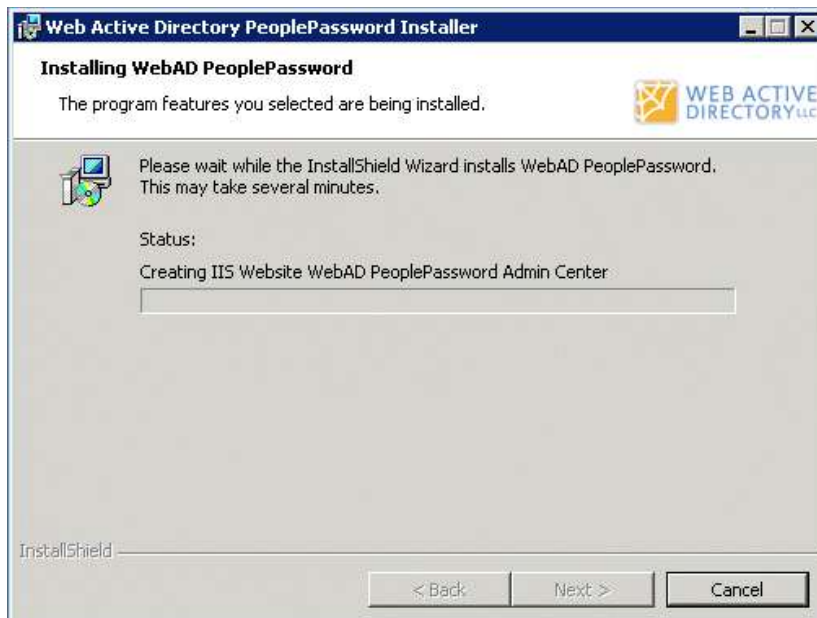 Web Active Directory PeoplePassword Installer
Installing WebAD PeoplePassword
The program features you selected are being installed.
WEB ACTIVE
DIRECTORY LLC
Please wait while the InstallShield Wizard installs WebAD PeoplePassword.
This may take several minutes.
Status:
Creating IIS Website WebAD PeoplePassword Admin Center
InstallShield
< Back
Next >
Cancel